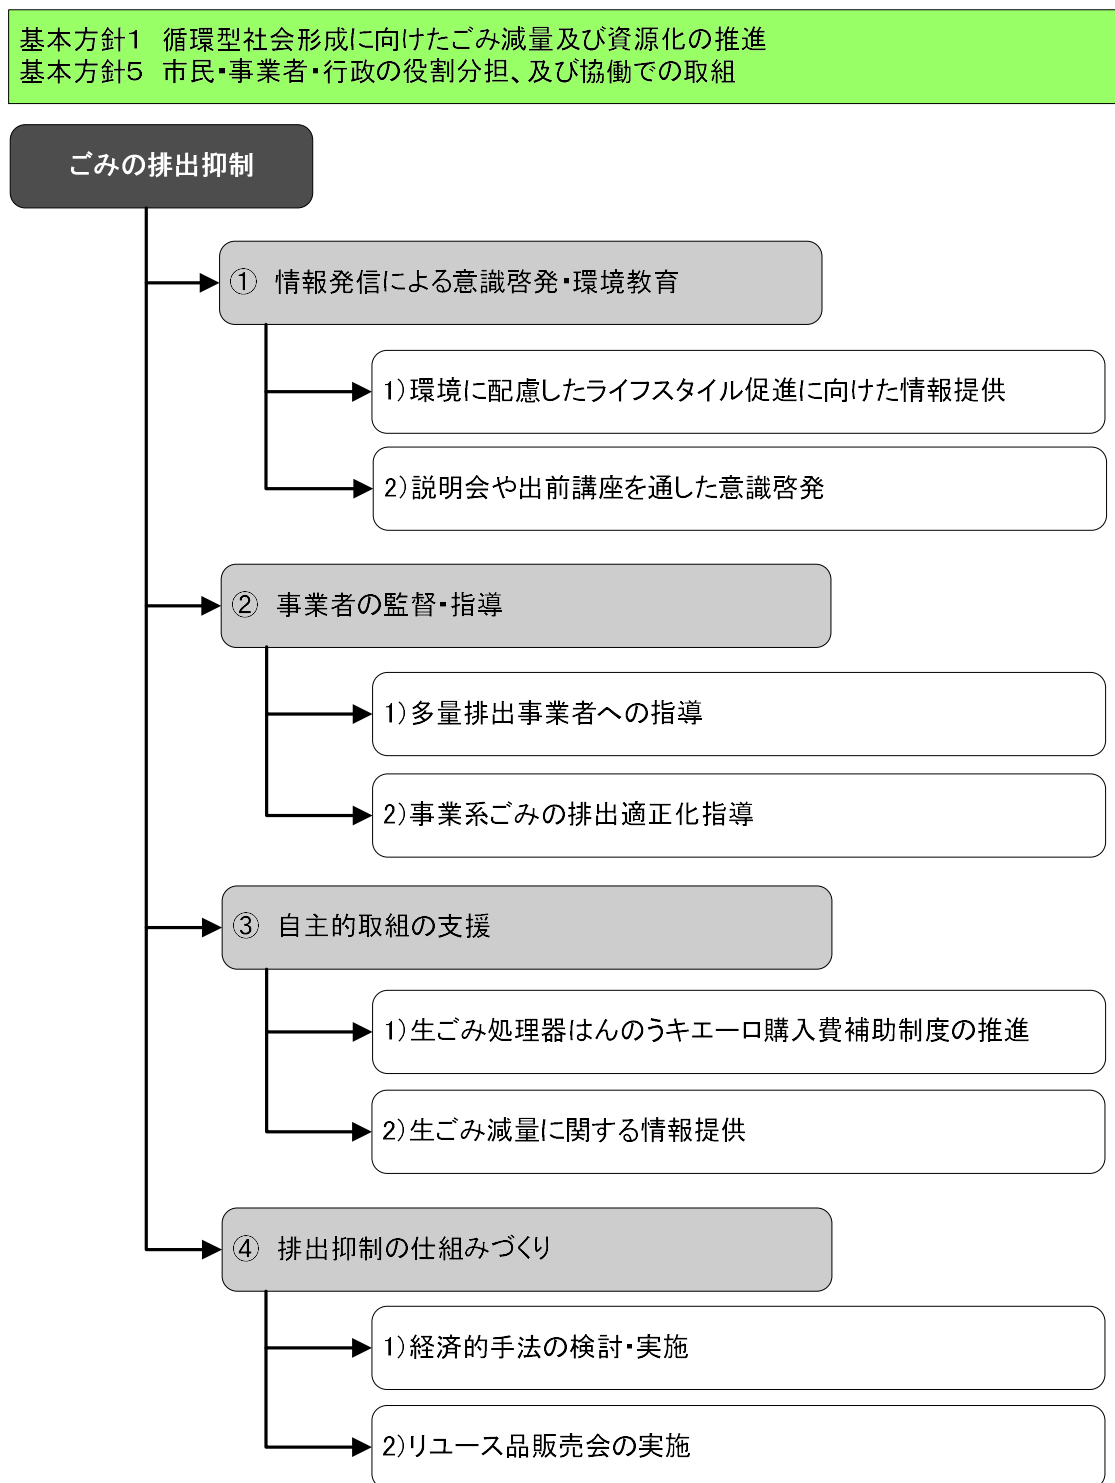 基本方針1　循環型社会形成に向けたごみ減量及び資源化の推進
基本方針5　市民・事業者・行政の役割分担、及び協働での取組
ごみの排出抑制
①　情報発信による意識啓発・環境教育
1)環境に配慮したライフスタイル促進に向けた情報提供
2)説明会や出前講座を通した意識啓発
②　事業者の監督・指導
1)多量排出事業者への指導
2)事業系ごみの排出適正化指導
③　自主的取組の支援
1)生ごみ処理器はんのうキエーロ購入費補助制度の推進
2)生ごみ減量に関する情報提供
④　排出抑制の仕組みづくり
1)経済的手法の検討・実施
2)リユース品販売会の実施